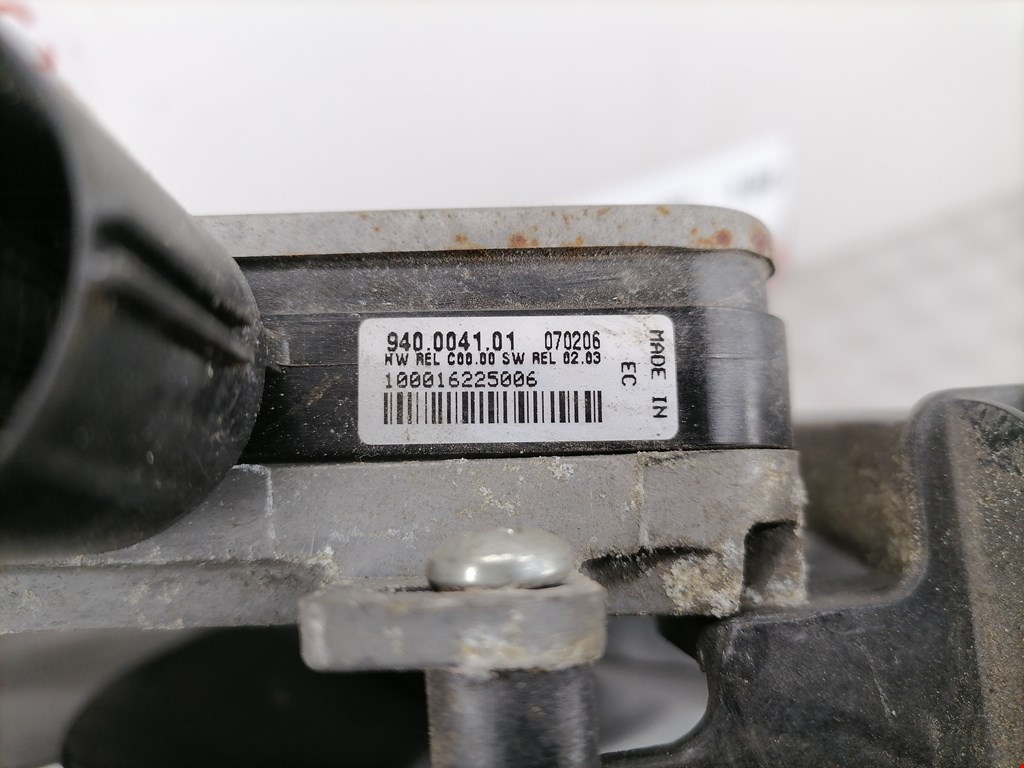 940.0041.01 070206
HW REL C00.00 SW REL 02.03
100016225006
MADE IN
EC